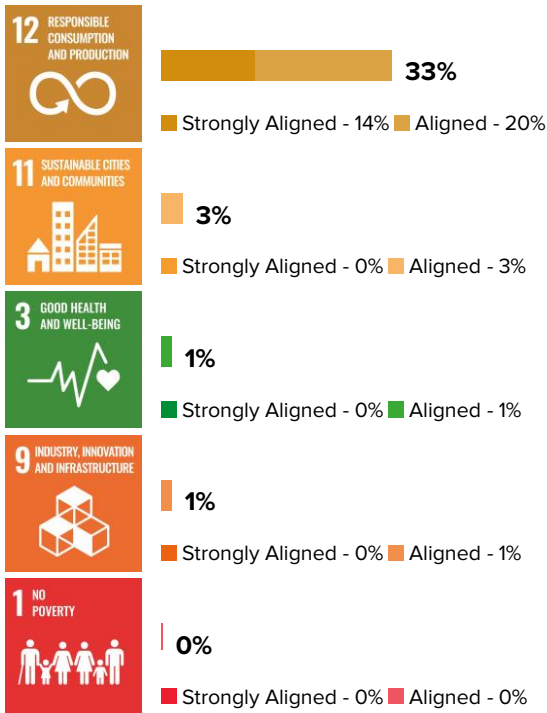 12 RESPONSIBLE
CONSUMPTION
AND PRODUCTION
33%
Strongly Aligned - 14% Aligned - 20%
11 SUSTAINABLE CITIES
AND COMMUNITIES
3%
Strongly Aligned - 0% Aligned - 3%
3 GOOD HEALTH
AND WELL-BEING
1%
Strongly Aligned - 0% Aligned - 1%
9 INDUSTRY, INNOVATION
AND INFRASTRUCTURE
1%
Strongly Aligned - 0% Aligned - 1%
1 NO
POVERTY
0%
Strongly Aligned - 0% Aligned - 0%